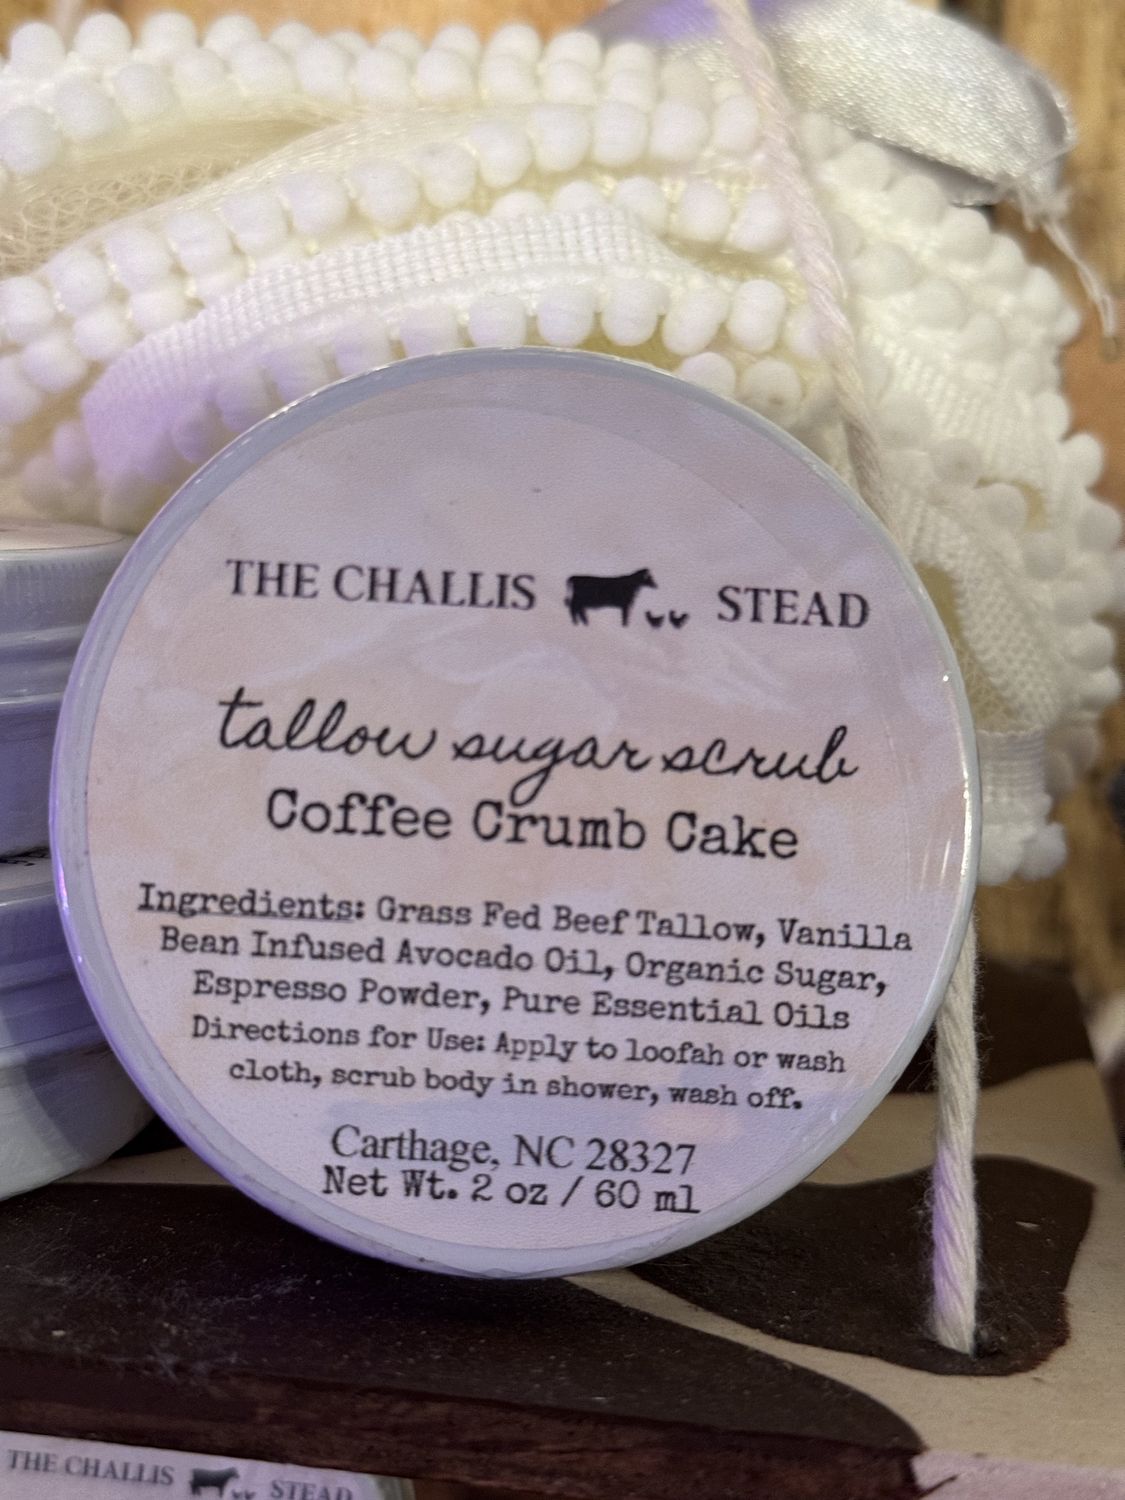 THE CHALLIS STEAD
tallow sugar scrub
Coffee Crumb Cake
Ingredients: Grass Fed Beef Tallow, Vanilla
Bean Infused Avocado Oil, Organic Sugar,
Espresso Powder, Pure Essential Oils
Directions for Use: Apply to loofah or wash
cloth, scrub body in shower, wash off.
Carthage, NC 28327
Net Wt. 2 oz / 60 ml
THE CHALLIS STEAD